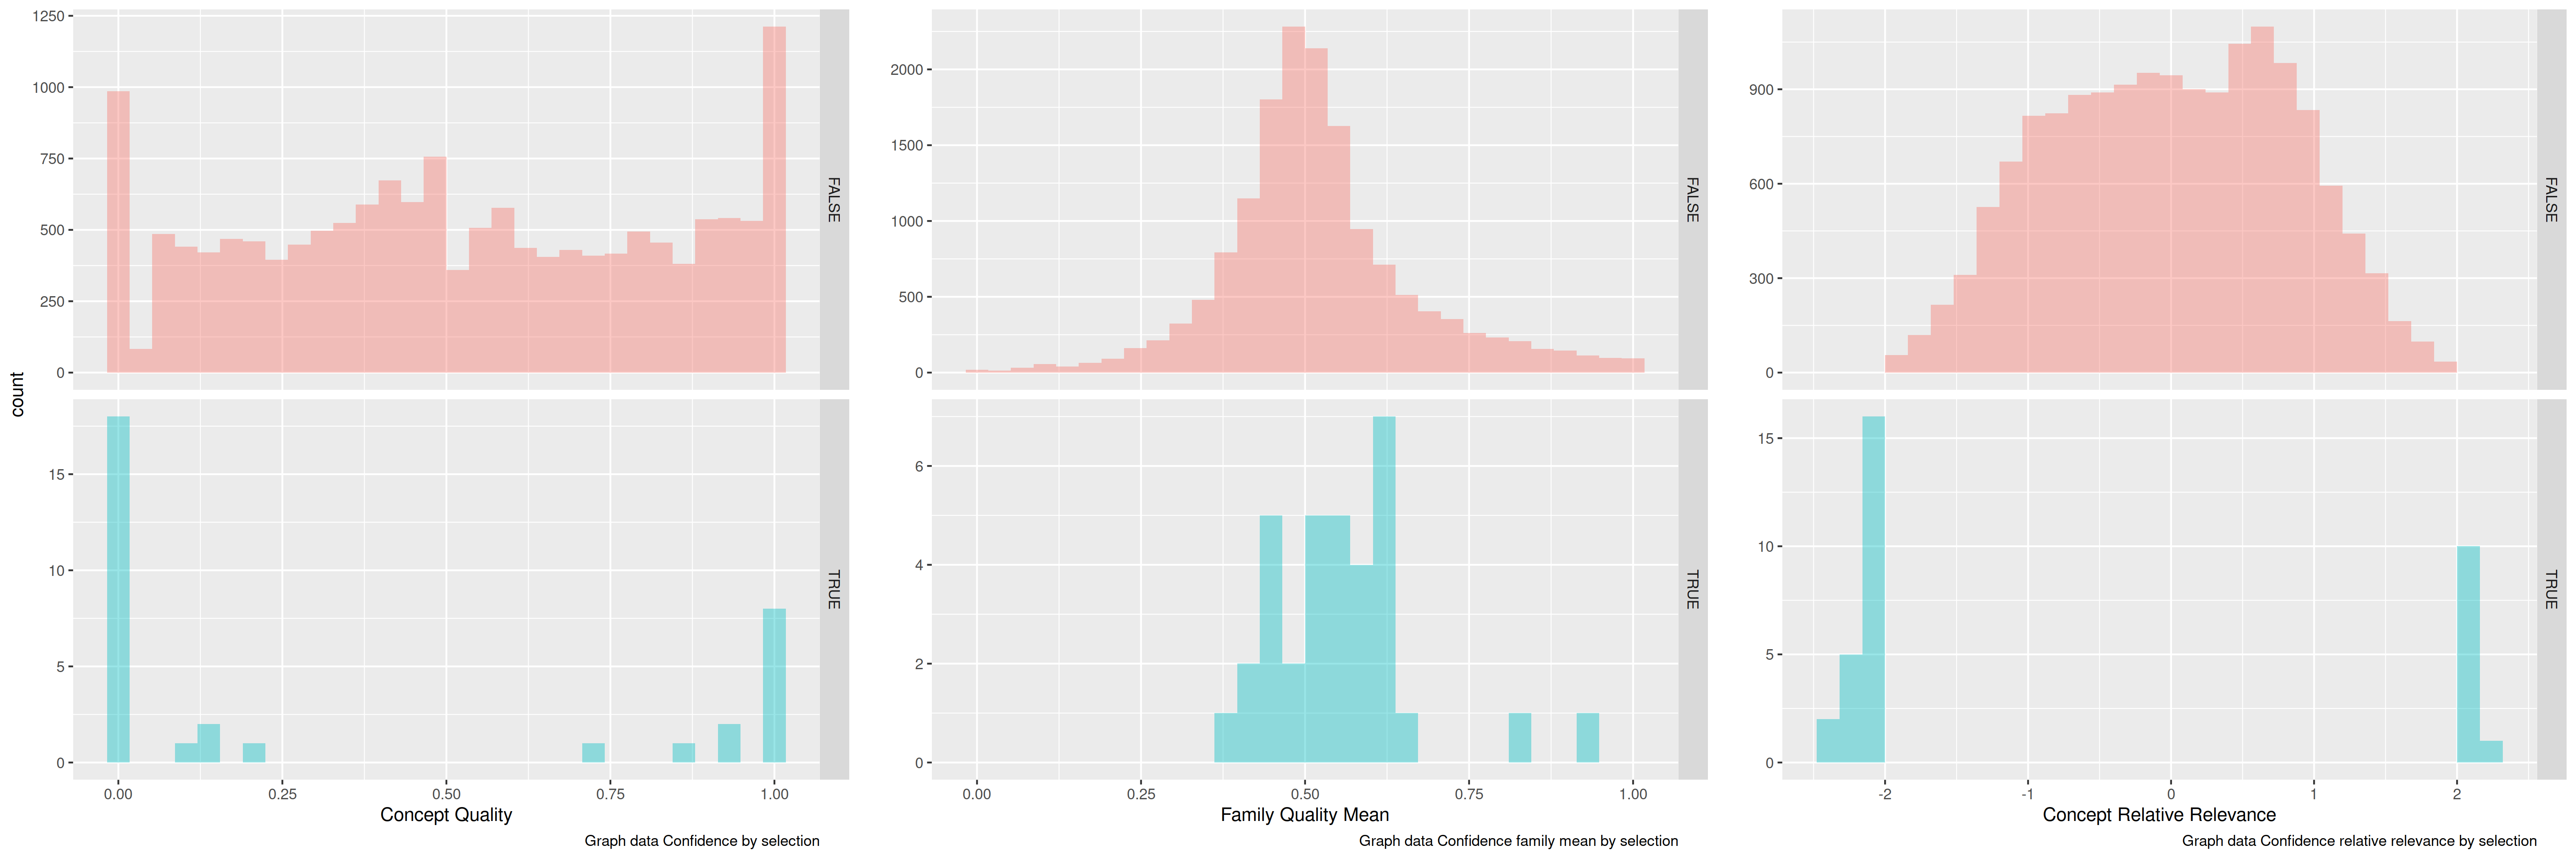 count
1250
1000
750
500
250
0
FALSE
15
10
5
0
TRUE
0.00 0.25 0.50 0.75 1.00
Concept Quality
Graph data Confidence by selection
2000
1500
1000
500
0
FALSE
6
4
2
0
TRUE
0.00 0.25 0.50 0.75 1.00
Family Quality Mean
Graph data Confidence family mean by selection
900
600
300
0
FALSE
15
10
5
0
TRUE
-2 -1 0 1 2
Concept Relative Relevance
Graph data Confidence relative relevance by selection